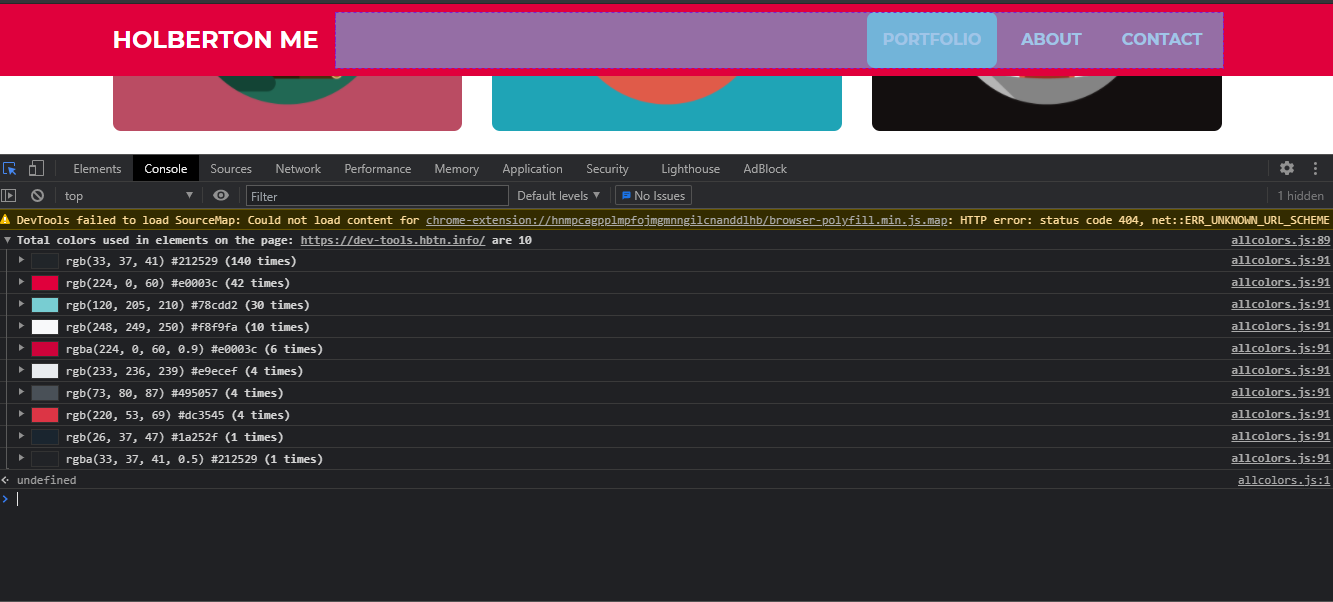 HOLBERTON ME PORTFOLIO ABOUT CONTACT
Elements Console Sources Network Performance Memory Application Security Lighthouse AdBlock
top Filter Default levels No Issues 1 hidden
DevTools failed to load SourceMap: Could not load content for chrome-extension://hnmpcagpplmpfojmgmnngilcnanddlhb/browser-polyfill.min.js.map: HTTP error: status code 404, net::ERR_UNKNOWN_URL_SCHEME
Total colors used in elements on the page: https://dev-tools.hbtn.info/ are 10 allcolors.js:89
rgb(33, 37, 41) #212529 (140 times) allcolors.js:91
rgb(224, 0, 60) #e0003c (42 times) allcolors.js:91
rgb(120, 205, 210) #78cdd2 (30 times) allcolors.js:91
rgb(248, 249, 250) #f8f9fa (10 times) allcolors.js:91
rgba(224, 0, 60, 0.9) #e0003c (6 times) allcolors.js:91
rgb(233, 236, 239) #e9ecef (4 times) allcolors.js:91
rgb(73, 80, 87) #495057 (4 times) allcolors.js:91
rgb(220, 53, 69) #dc3545 (4 times) allcolors.js:91
rgb(26, 37, 47) #1a252f (1 times) allcolors.js:91
rgba(33, 37, 41, 0.5) #212529 (1 times) allcolors.js:91
undefined allcolors.js:1